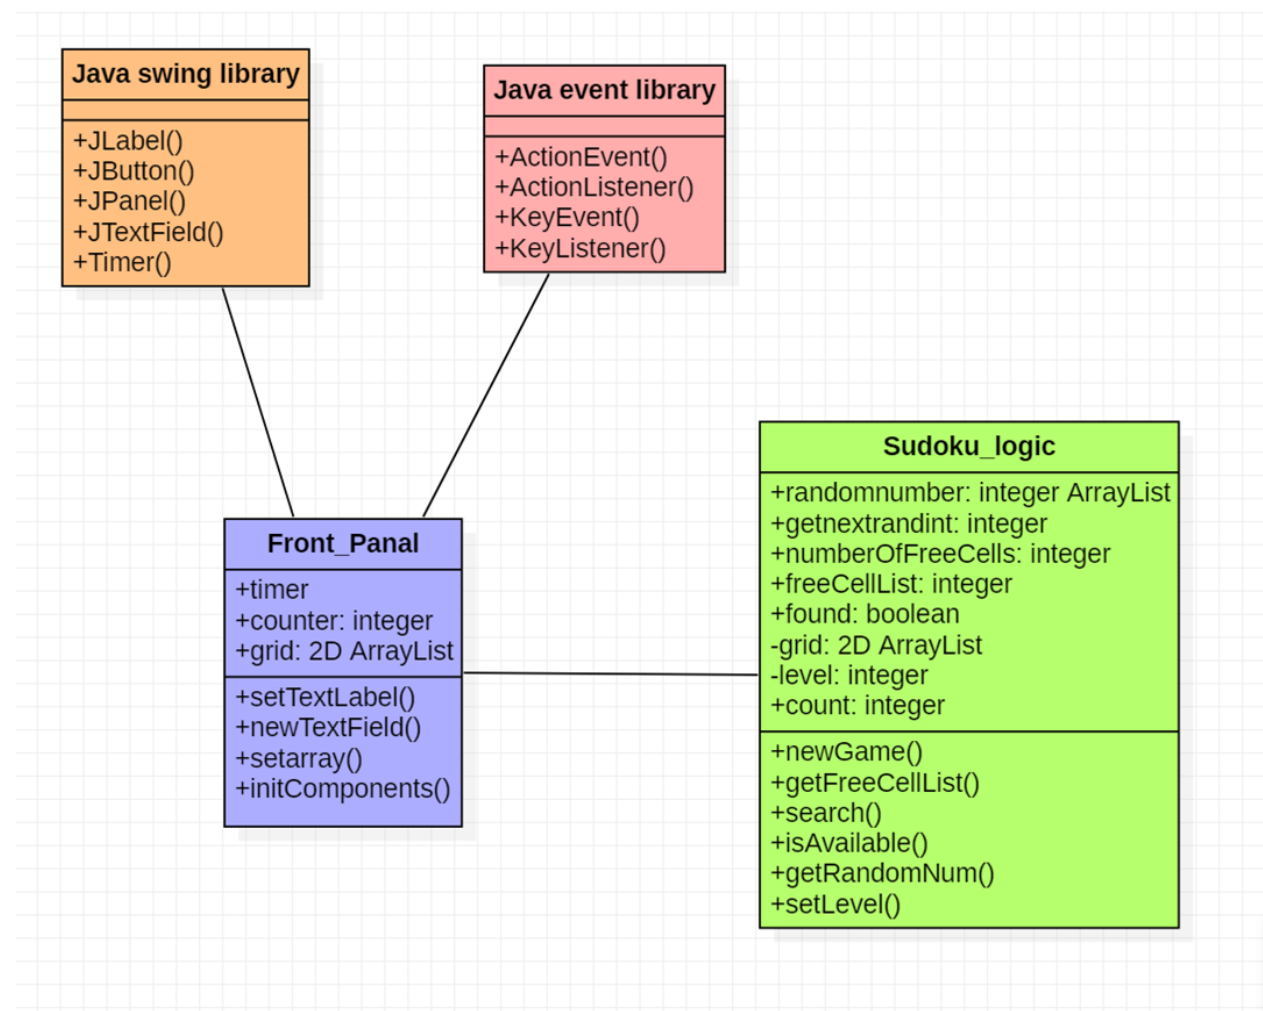 Java swing library
+JLabel()
+JButton()
+JPanel()
+JTextField()
+Timer()
Java event library
+ActionEvent()
+ActionListener()
+KeyEvent()
+KeyListener()
Front_Panal
+timer
+counter: integer
+grid: 2D ArrayList
+setTextLabel()
+newTextField()
+setarray()
+initComponents()
Sudoku_logic
+randomnumber: integer ArrayList
+getnextrandint: integer
+numberOfFreeCells: integer
+freeCellList: integer
+found: boolean
-grid: 2D ArrayList
-level: integer
+count: integer
+newGame()
+getFreeCellList()
+search()
+isAvailable()
+getRandomNum()
+setLevel()